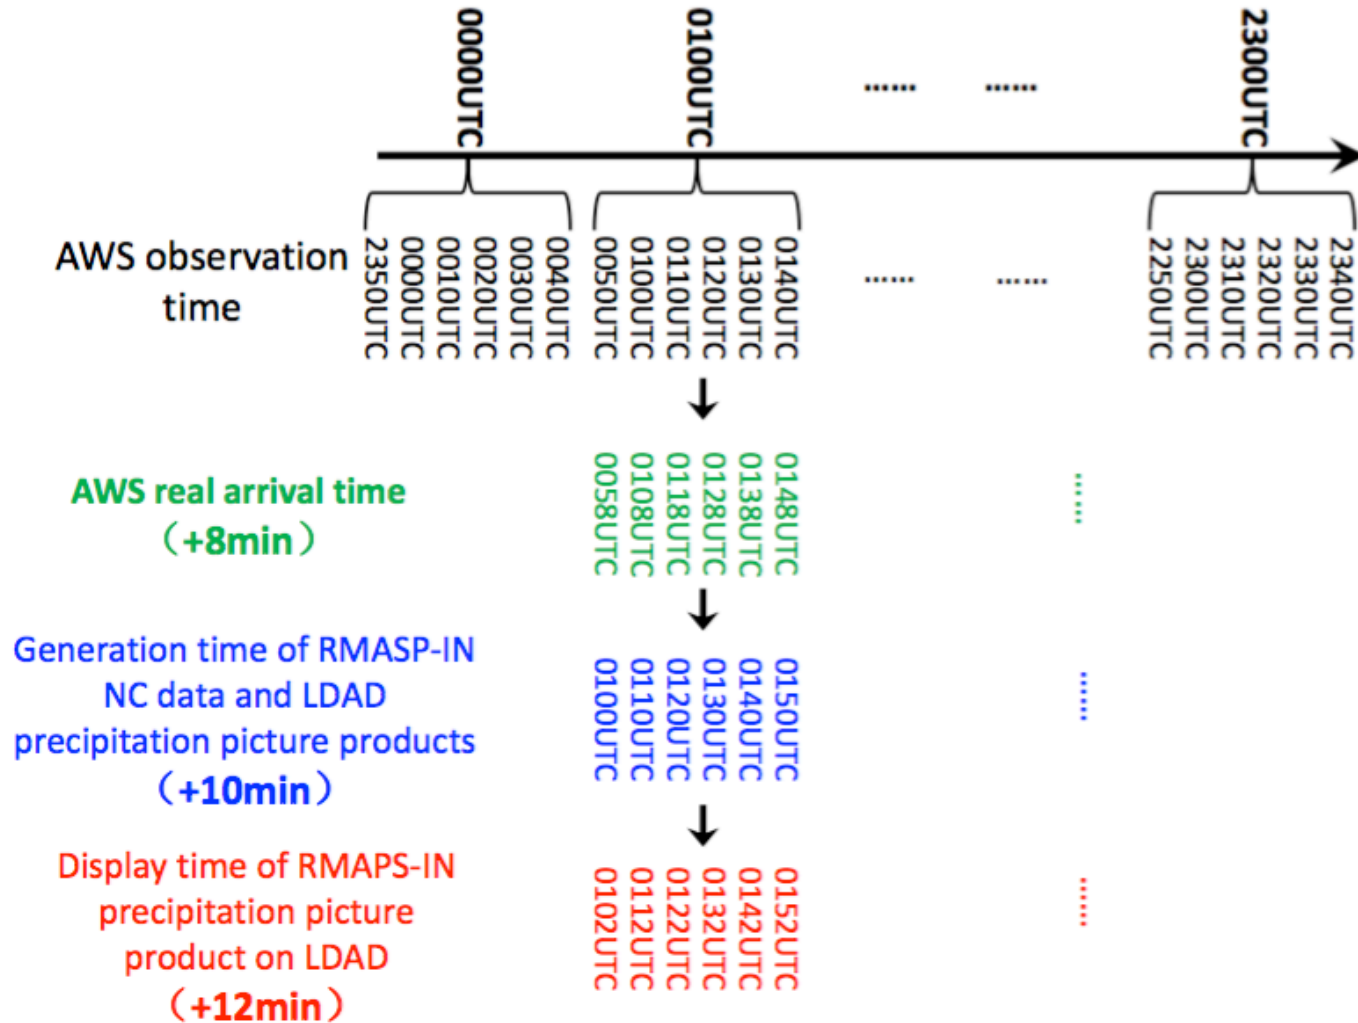 0000UTC
0100UTC
……
……
2300UTC
AWS observation
time
2350UTC
0000UTC
0010UTC
0020UTC
0030UTC
0040UTC
0050UTC
0100UTC
0110UTC
0120UTC
0130UTC
0140UTC
……
……
2250UTC
2300UTC
2310UTC
2320UTC
2330UTC
2340UTC
AWS real arrival time
（+8min）
0058UTC
0108UTC
0118UTC
0128UTC
0138UTC
0148UTC
……
Generation time of RMASP-IN
NC data and LDAD
precipitation picture products
（+10min）
0100UTC
0110UTC
0120UTC
0130UTC
0140UTC
0150UTC
……
Display time of RMAPS-IN
precipitation picture
product on LDAD
（+12min）
0102UTC
0112UTC
0122UTC
0132UTC
0142UTC
0152UTC
……